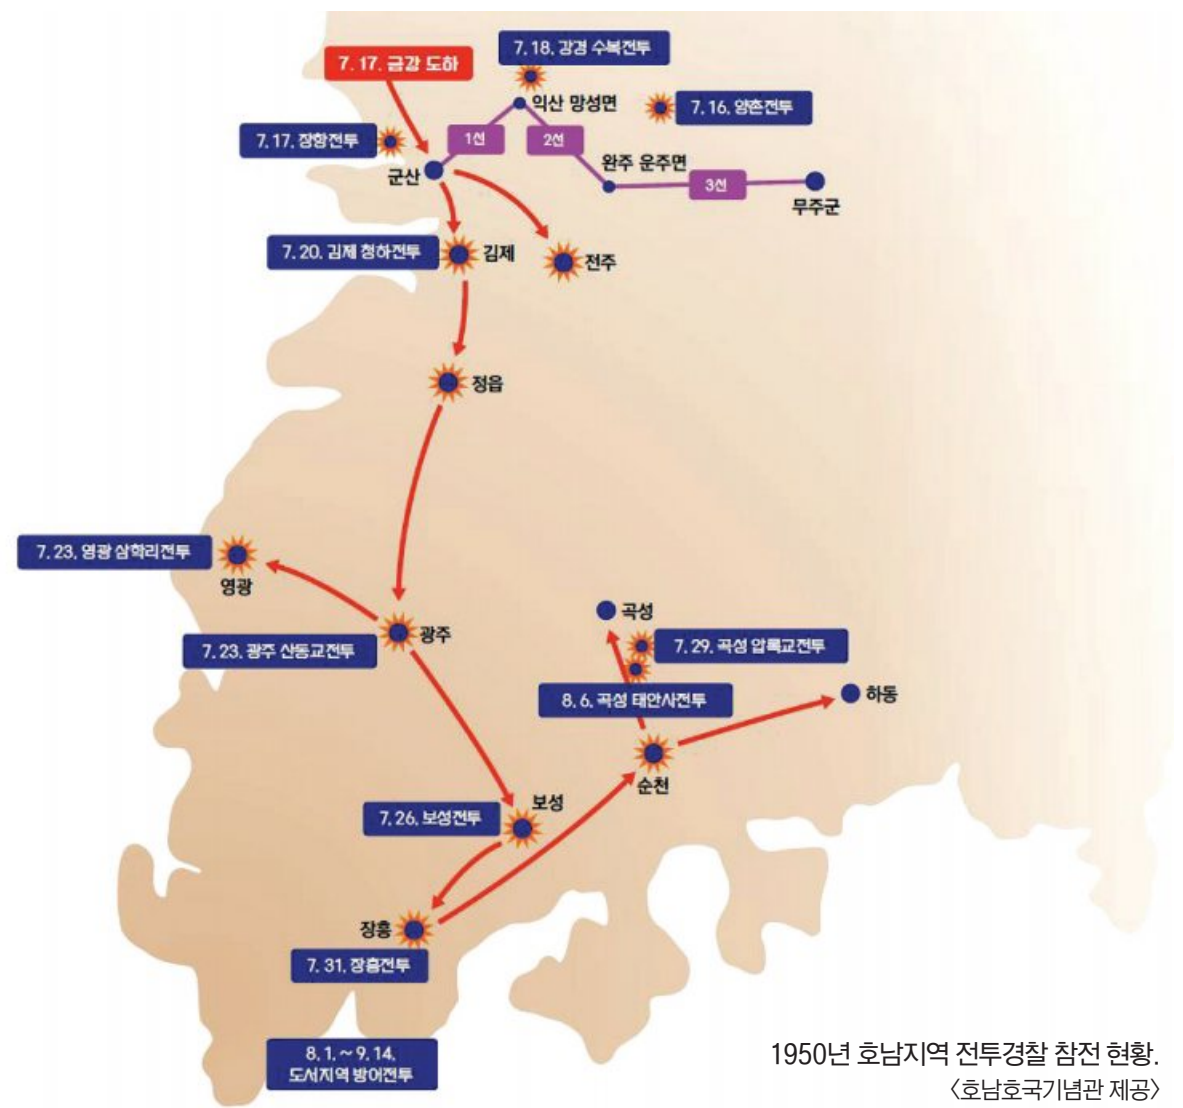 7. 18. 강경 수복전투
7. 17. 금강 도하
익산 망성면
7. 16. 양촌전투
7. 17. 장항전투
1선
2선
완주 운주면
군산
3선
무주군
7. 20. 김제 청하전투
김제
전주
정읍
7. 23. 영광 삼학리전투
영광
곡성
광주
7. 29. 곡성 압록교전투
7. 23. 광주 산동교전투
8. 6. 곡성 태안사전투
하동
순천
보성
7. 26. 보성전투
장흥
7. 31. 장흥전투
8. 1. ~ 9. 14.
도서지역 방어전투
1950년 호남지역 전투경찰 참전 현황.
〈호남호국기념관 제공〉